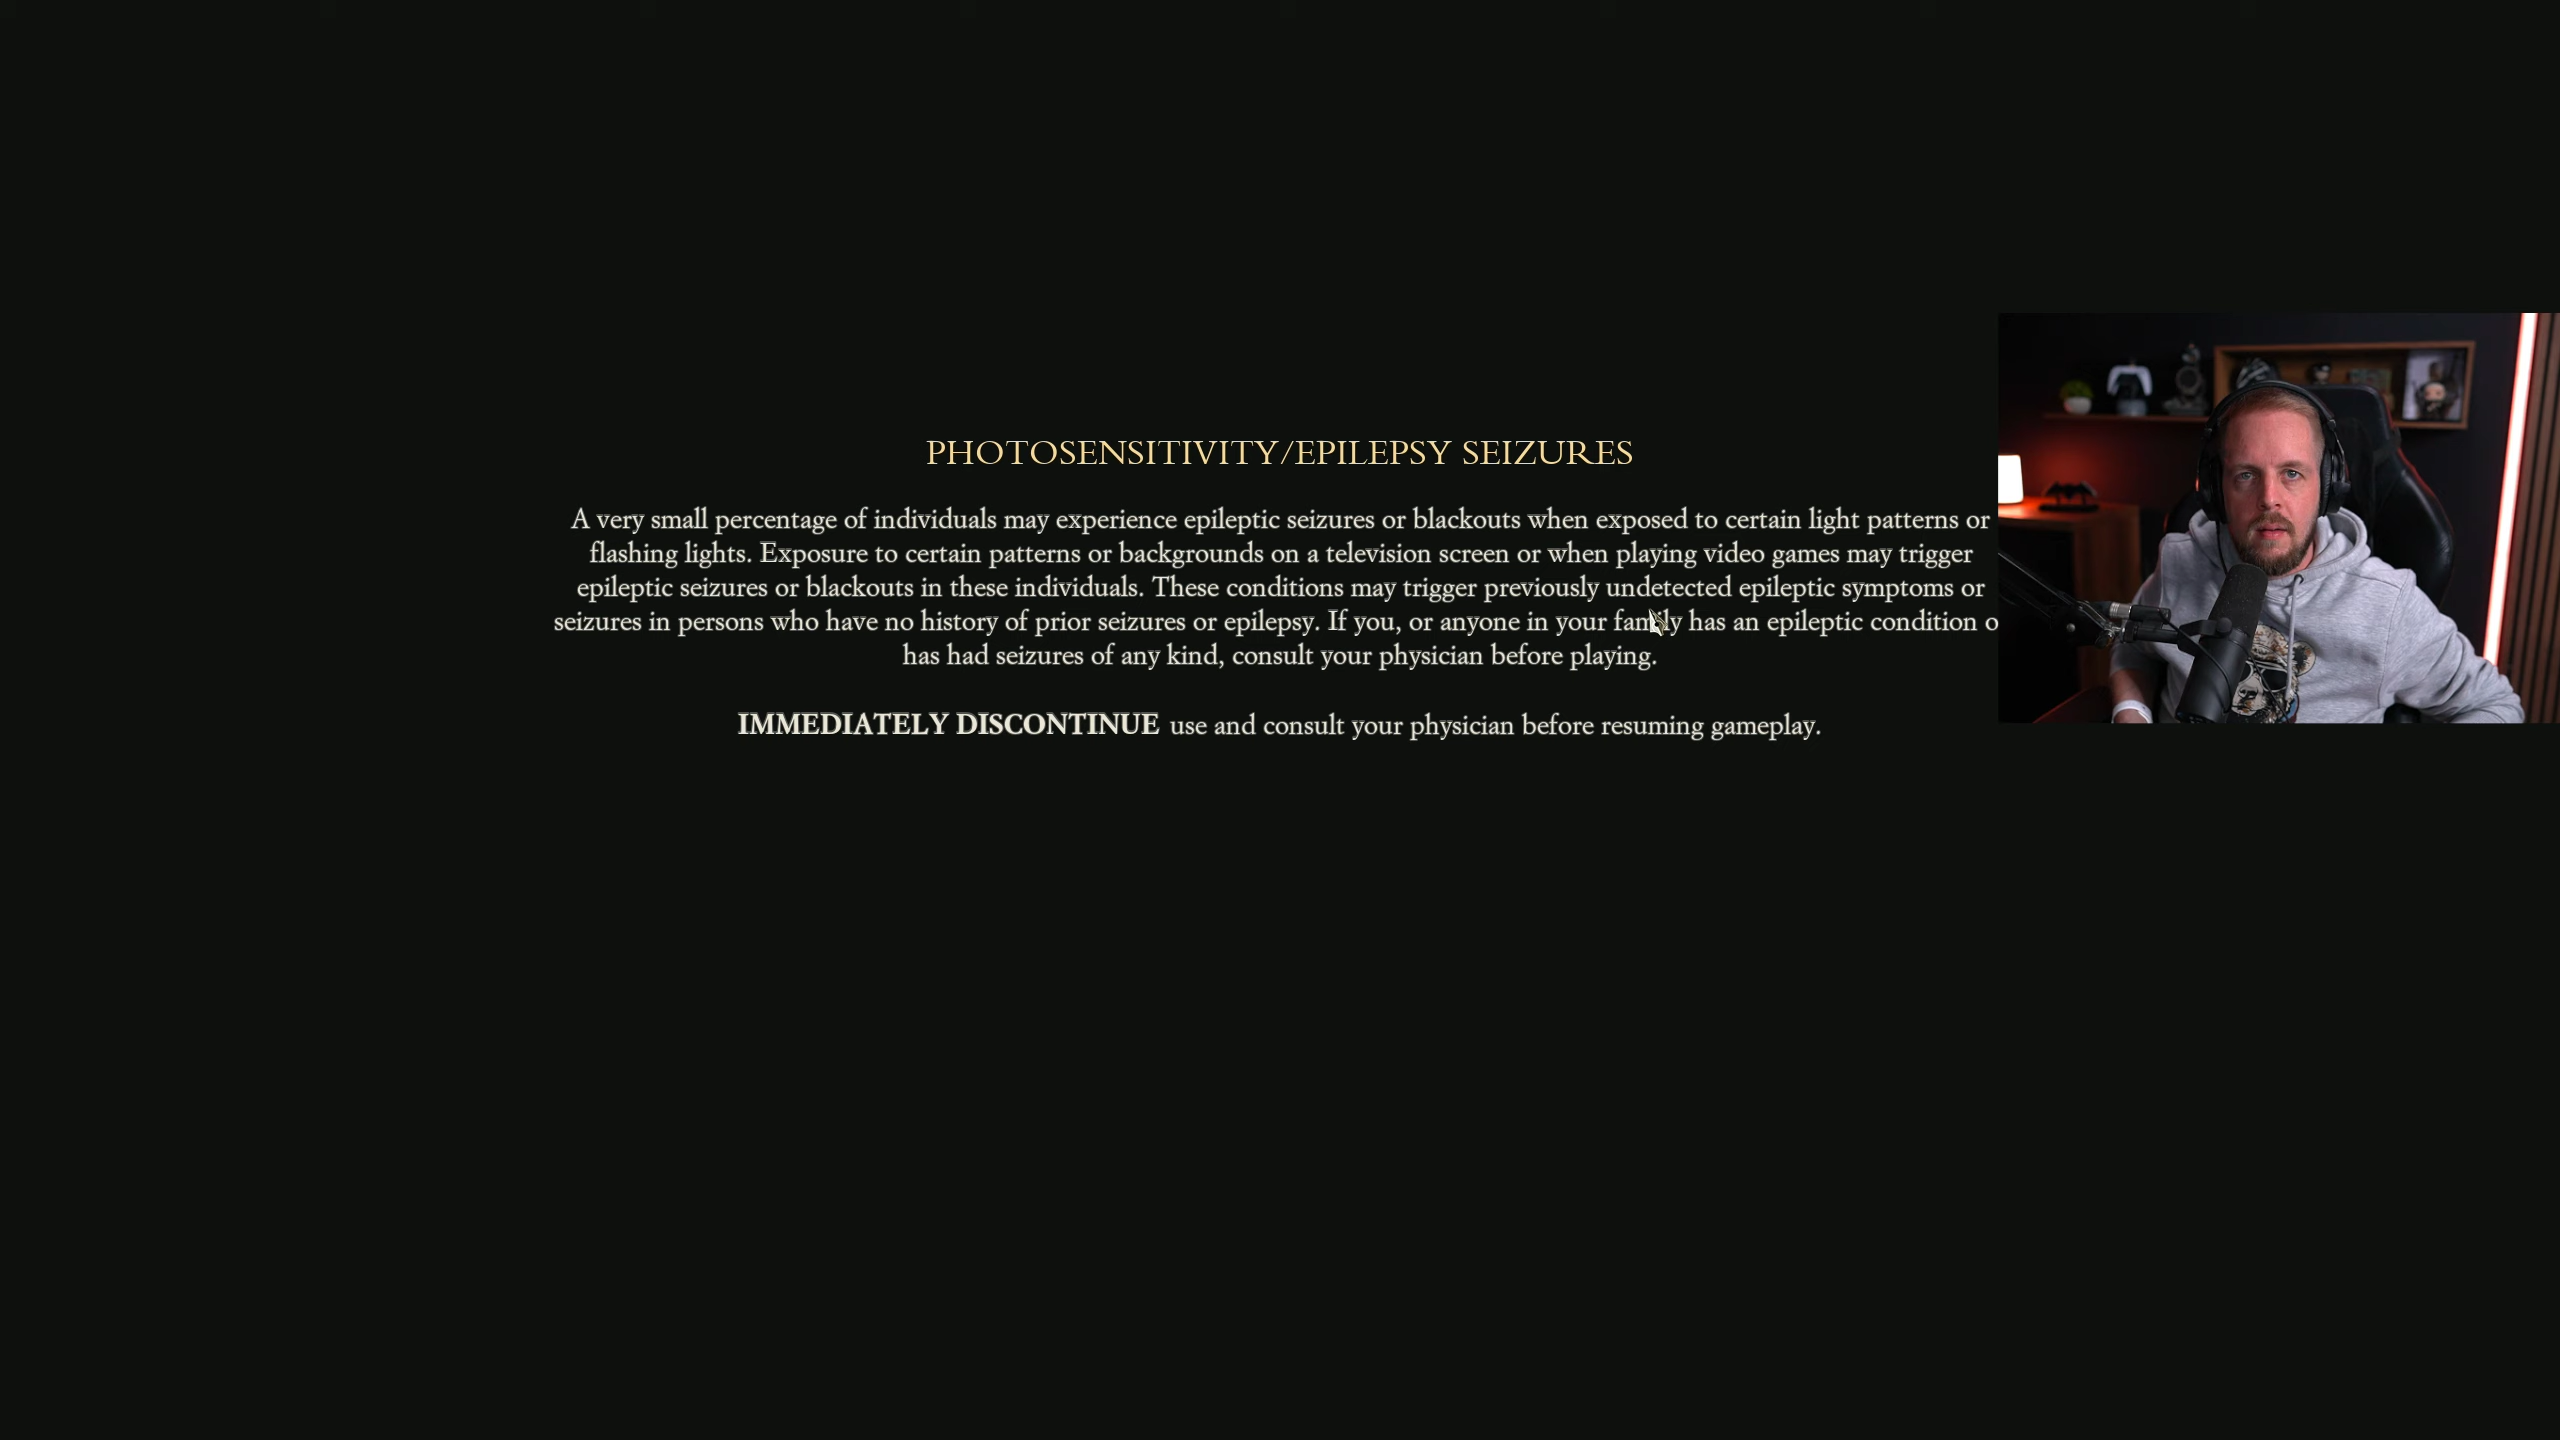 PHOTOSENSITIVITY/EPILEPSY SEIZURES
A very small percentage of individuals may experience epileptic seizures or blackouts when exposed to certain light patterns or
flashing lights. Exposure to certain patterns or backgrounds on a television screen or when playing video games may trigger
epileptic seizures or blackouts in these individuals. These conditions may trigger previously undetected epileptic symptoms or
seizures in persons who have no history of prior seizures or epilepsy. If you, or anyone in your family has an epileptic condition
has had seizures of any kind, consult your physician before playing.
IMMEDIATELY DISCONTINUE use and consult your physician before resuming gameplay.